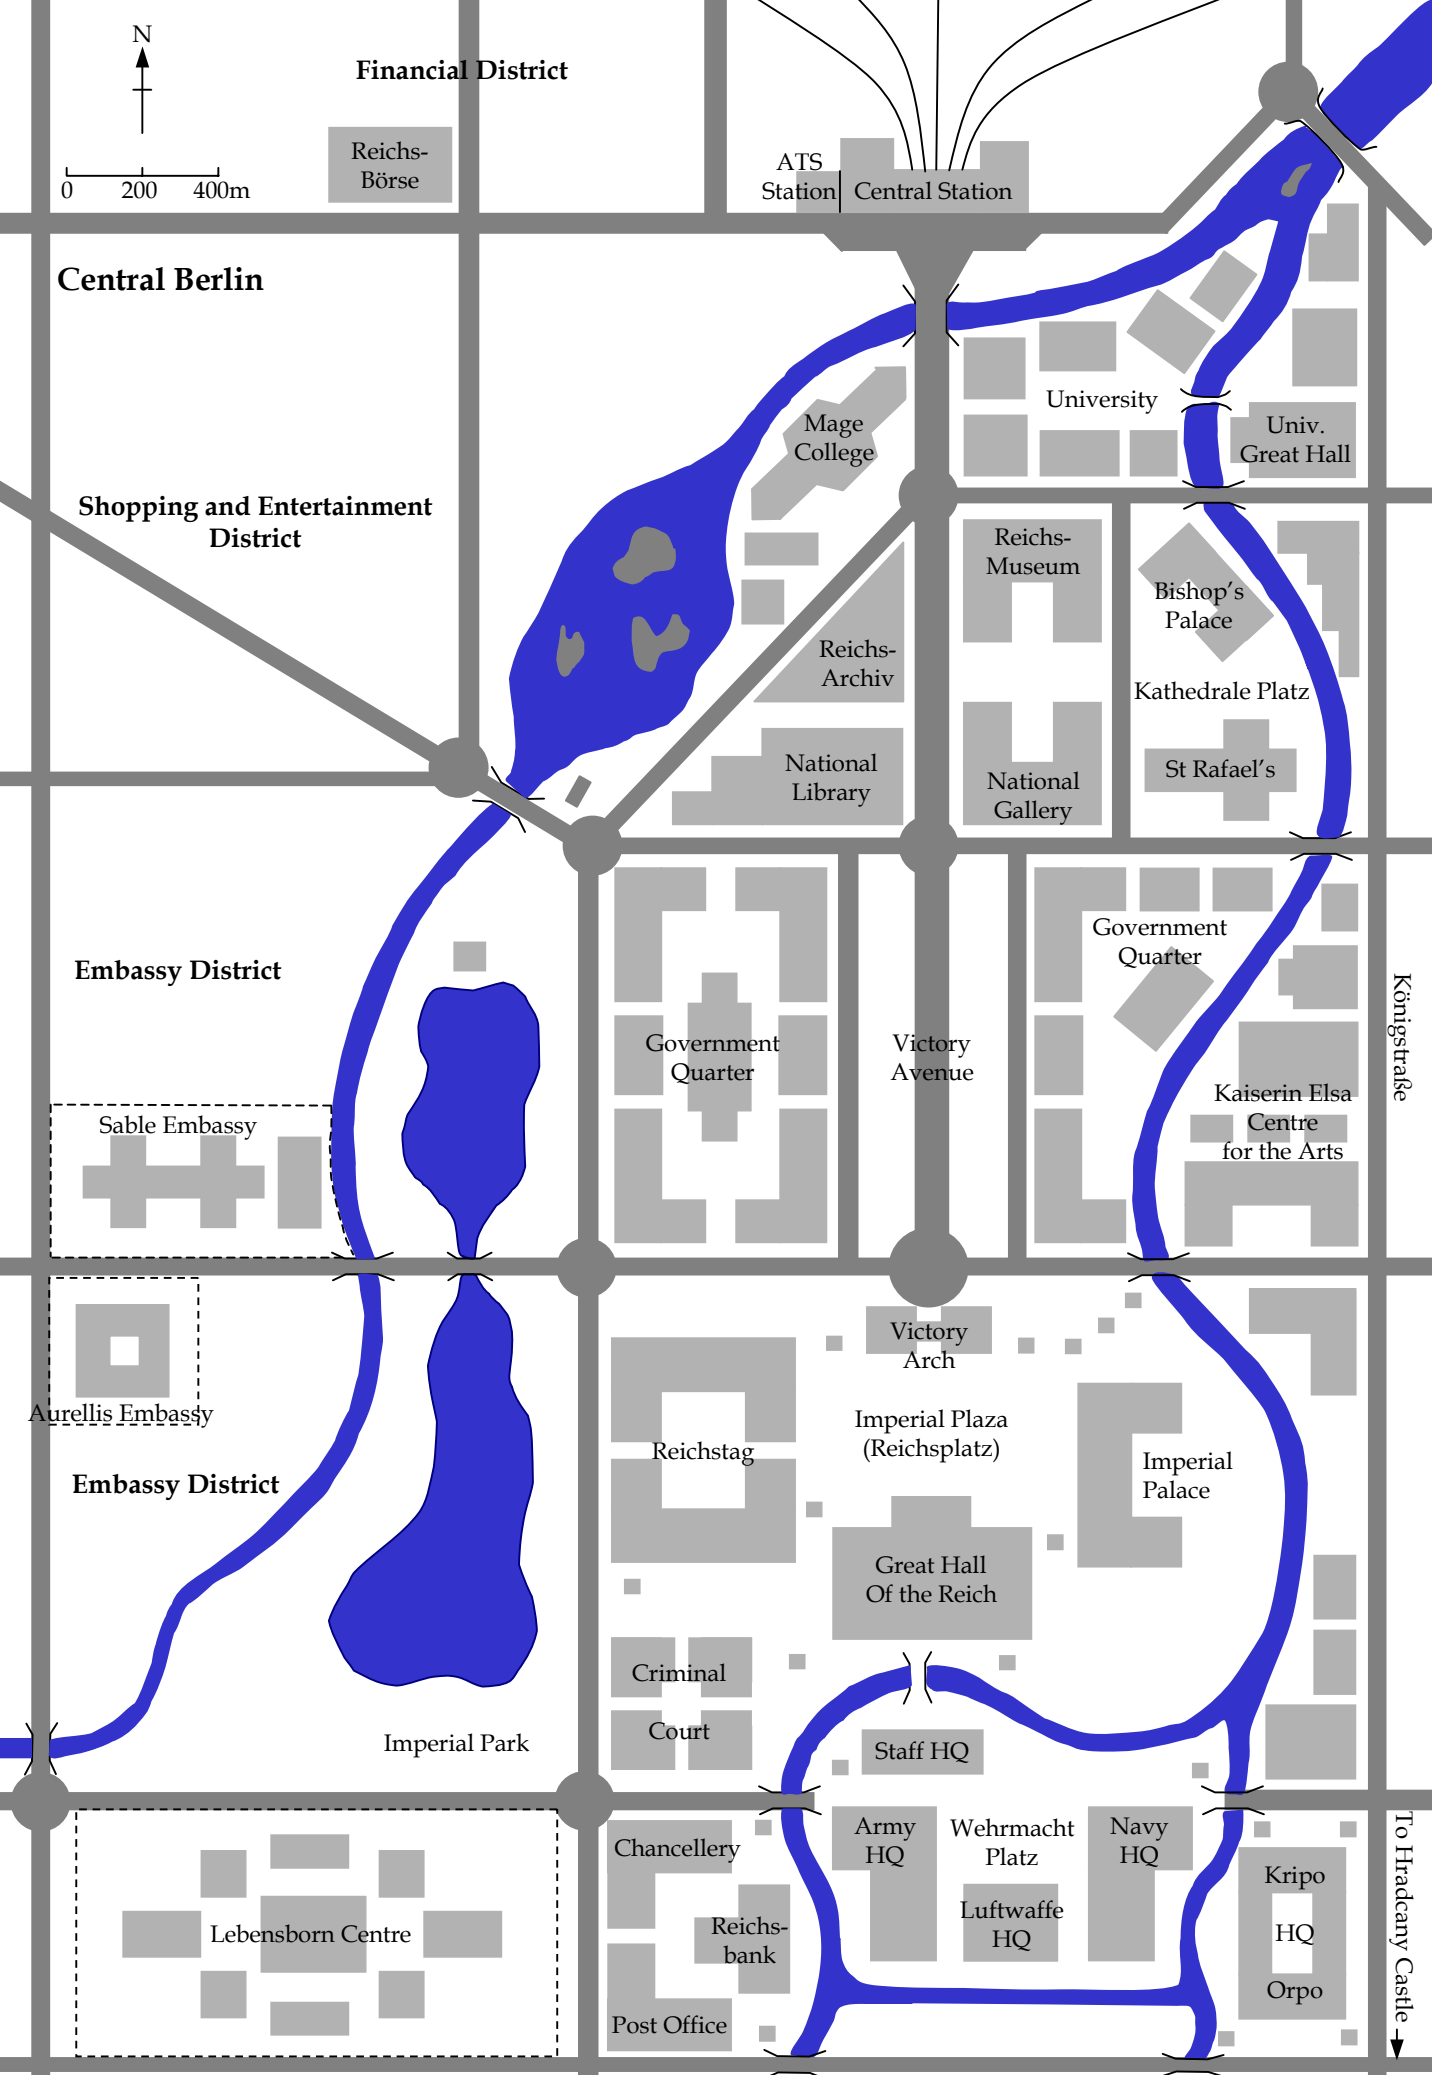 N
Financial District
Reichs-
Börse
0 200 400m
ATS
Station
Central Station
Central Berlin
Shopping and Entertainment
District
Mage
College
University
Univ.
Great Hall
Reichs-
Museum
Bishop's
Palace
Reichs-
Archiv
Kathedrale Platz
National
Library
National
Gallery
St Rafael's
Embassy District
Government
Quarter
Government
Quarter
Victory
Avenue
Königstraße
Kaiserin Elsa
Centre
for the Arts
Sable Embassy
Aurellis Embassy
Victory
Arch
Imperial Plaza
(Reichsplatz)
Reichstag
Imperial
Palace
Embassy District
Great Hall
Of the Reich
Criminal
Court
Imperial Park
Staff HQ
Chancellery
Army
HQ
Wehrmacht
Platz
Navy
HQ
Kripo
HQ
Orpo
Lebensborn Centre
Reichs-
bank
Luftwaffe
HQ
Post Office
To Hradcany Castle